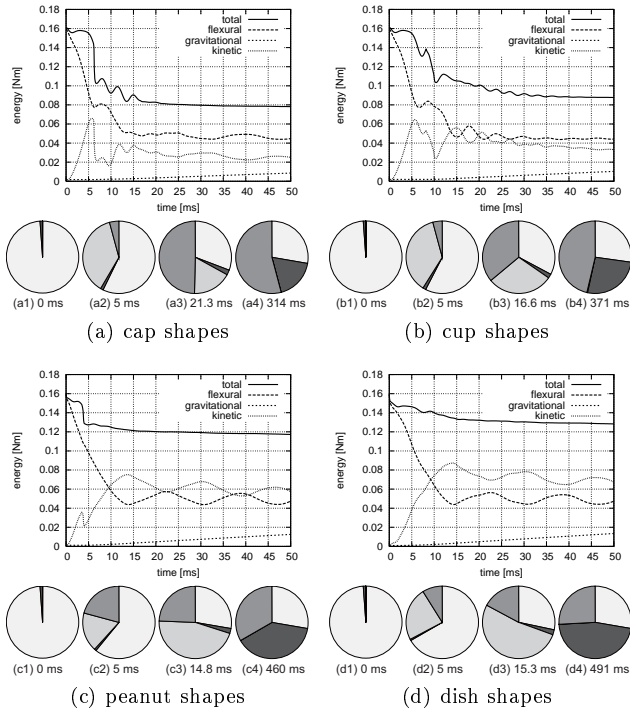 0.18
0.16
0.14
0.12
0.1
0.08
0.06
0.04
0.02
0
energy [Nm]
total
flexural
gravitational
kinetic
0 5 10 15 20 25 30 35 40 45 50
time [ms]
(a1) 0 ms (a2) 5 ms (a3) 21.3 ms (a4) 314 ms
(a) cap shapes
0.18
0.16
0.14
0.12
0.1
0.08
0.06
0.04
0.02
0
energy [Nm]
total
flexural
gravitational
kinetic
0 5 10 15 20 25 30 35 40 45 50
time [ms]
(b1) 0 ms (b2) 5 ms (b3) 16.6 ms (b4) 371 ms
(b) cup shapes
0.18
0.16
0.14
0.12
0.1
0.08
0.06
0.04
0.02
0
energy [Nm]
total
flexural
gravitational
kinetic
0 5 10 15 20 25 30 35 40 45 50
time [ms]
(c1) 0 ms (c2) 5 ms (c3) 14.8 ms (c4) 460 ms
(c) peanut shapes
0.18
0.16
0.14
0.12
0.1
0.08
0.06
0.04
0.02
0
energy [Nm]
total
flexural
gravitational
kinetic
0 5 10 15 20 25 30 35 40 45 50
time [ms]
(d1) 0 ms (d2) 5 ms (d3) 15.3 ms (d4) 491 ms
(d) dish shapes